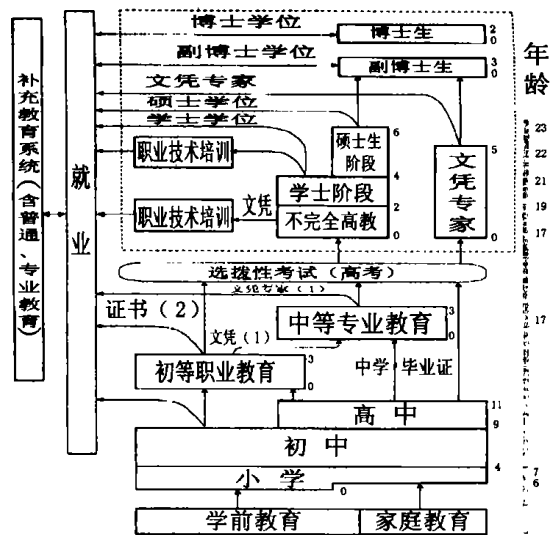 博士学位
博士生
2
0
年龄
副博士学位
副博士生
3
0
文凭专家
硕士学位
学士学位
6
硕士生阶段
4
5
文凭专家
0
23
22
21
19
17
职业技术培训
学士阶段
2
文凭
职业技术培训
不完全高教
0
补充教育系统(含普通、专业教育)
就业
选拨性考试(高考)
文凭专家(1)
证书(2)
中等专业教育
3
0
17
文凭(1)
初等职业教育
3
0
中学 毕业证
高中
11
9
初中
4
小学
0
7
6
学前教育
家庭教育